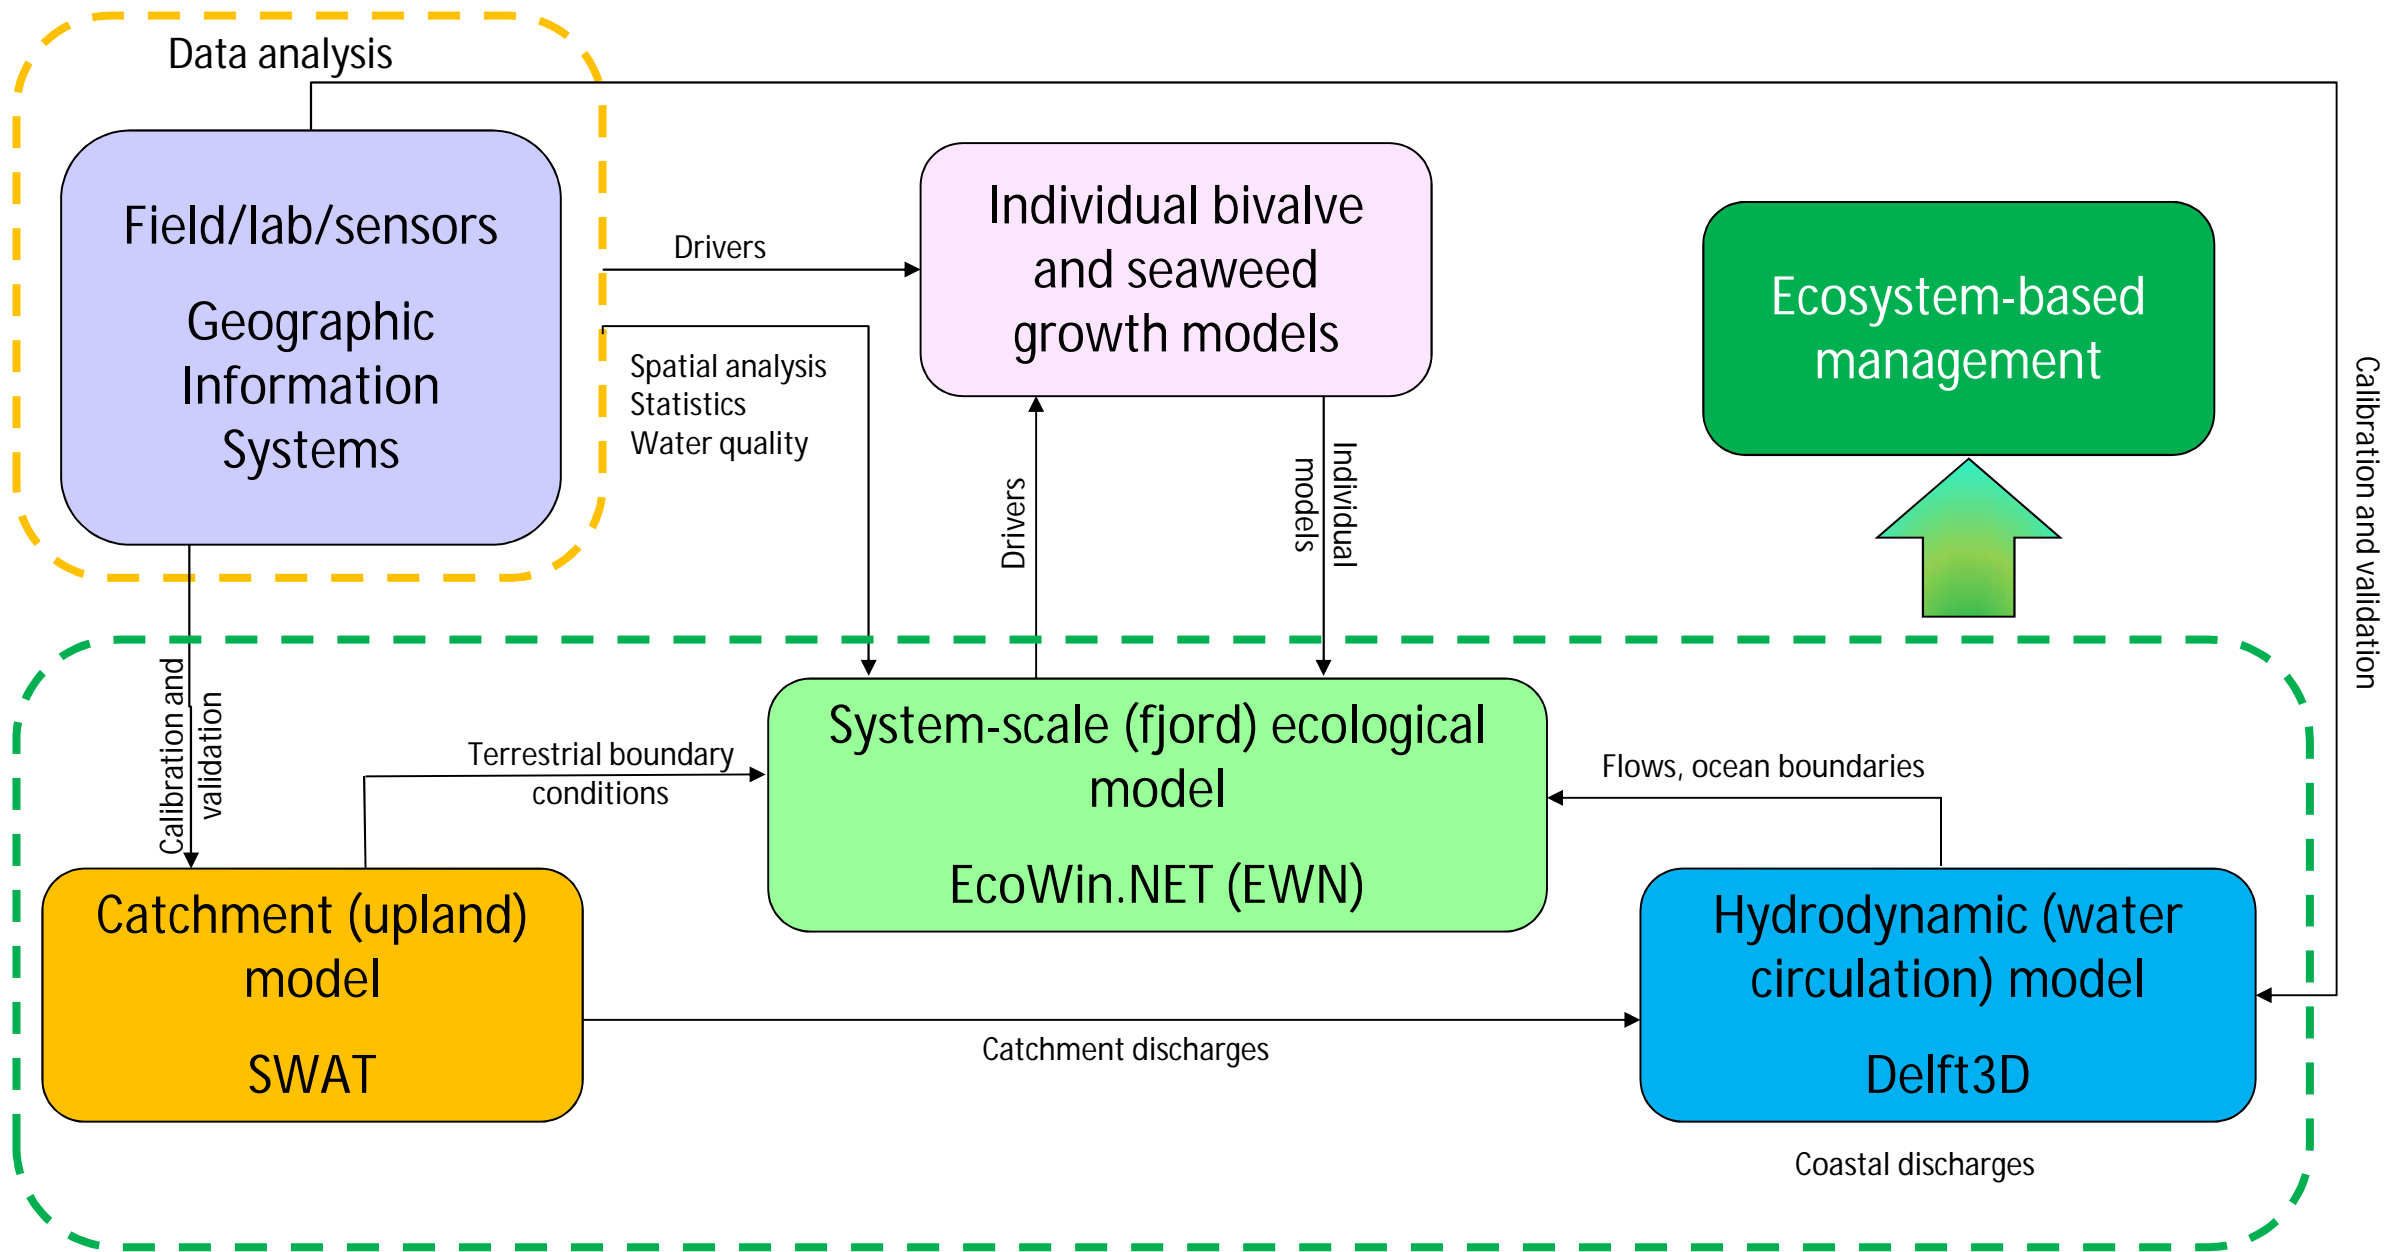 Data analysis
Field/lab/sensors
Geographic
Information
Systems
Drivers
Spatial analysis
Statistics
Water quality
Individual bivalve
and seaweed
growth models
Ecosystem-based
management
Calibration and validation
Drivers
Individual
models
Calibration and
validation
Terrestrial boundary
conditions
System-scale (fjord) ecological
model
EcoWin.NET (EWN)
Flows, ocean boundaries
Catchment (upland)
model
SWAT
Catchment discharges
Hydrodynamic (water
circulation) model
Delft3D
Coastal discharges